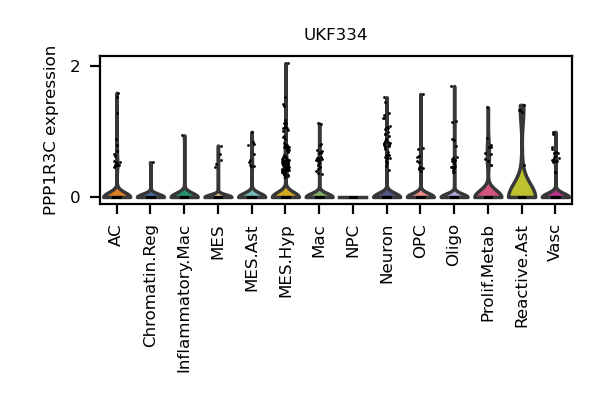 UKF334
PPP1R3C expression
2
0
AC
Chromatin.Reg
Inflammatory.Mac
MES
MES.Ast
MES.Hyp
Mac
NPC
Neuron
OPC
Oligo
Prolif.Metab
Reactive.Ast
Vasc